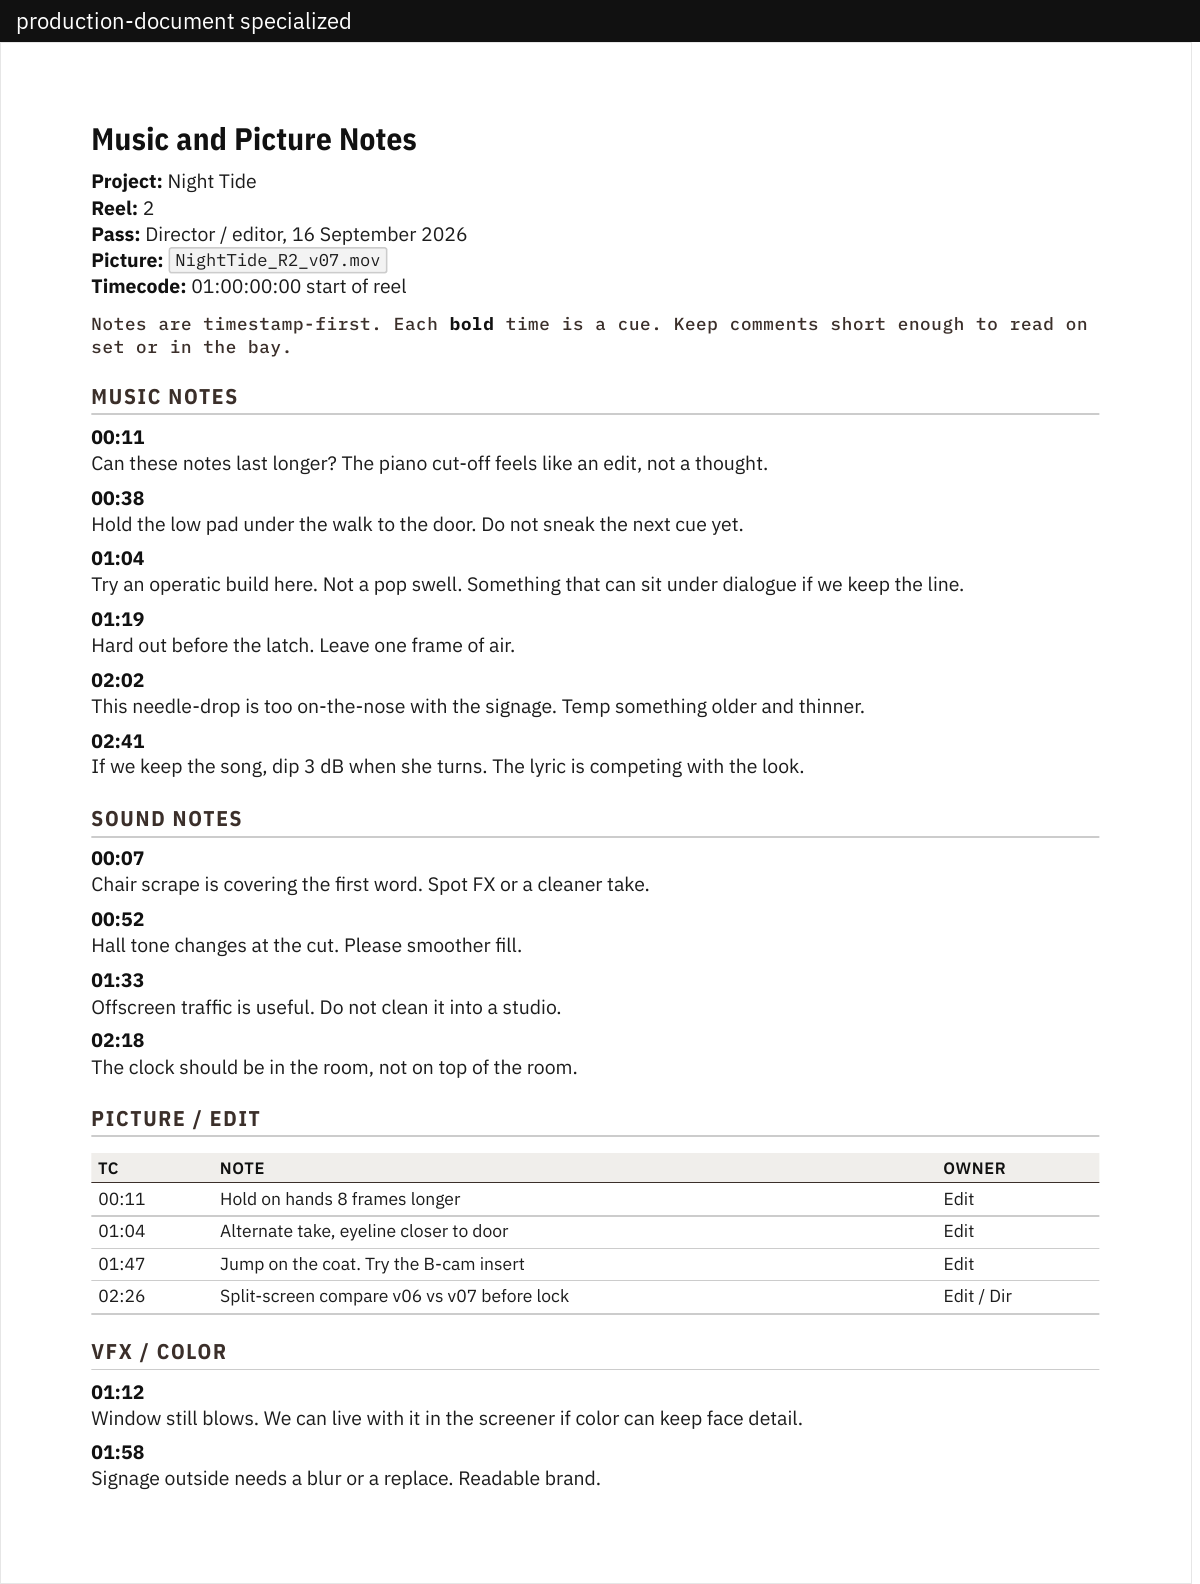 production-document specialized
Music and Picture Notes
Project: Night Tide
Reel: 2
Pass: Director / editor, 16 September 2026
Picture: NightTide_R2_v07.mov
Timecode: 01:00:00:00 start of reel
Notes are timestamp-first. Each bold time is a cue. Keep comments short enough to read on
set or in the bay.
MUSIC NOTES
00:11
Can these notes last longer? The piano cut-off feels like an edit, not a thought.
00:38
Hold the low pad under the walk to the door. Do not sneak the next cue yet.
01:04
Try an operatic build here. Not a pop swell. Something that can sit under dialogue if we keep the line.
01:19
Hard out before the latch. Leave one frame of air.
02:02
This needle-drop is too on-the-nose with the signage. Temp something older and thinner.
02:41
If we keep the song, dip 3 dB when she turns. The lyric is competing with the look.
SOUND NOTES
00:07
Chair scrape is covering the first word. Spot FX or a cleaner take.
00:52
Hall tone changes at the cut. Please smoother fill.
01:33
Offscreen traffic is useful. Do not clean it into a studio.
02:18
The clock should be in the room, not on top of the room.
PICTURE / EDIT
TC NOTE OWNER
00:11 Hold on hands 8 frames longer Edit
01:04 Alternate take, eyeline closer to door Edit
01:47 Jump on the coat. Try the B-cam insert Edit
02:26 Split-screen compare v06 vs v07 before lock Edit / Dir
VFX / COLOR
01:12
Window still blows. We can live with it in the screener if color can keep face detail.
01:58
Signage outside needs a blur or a replace. Readable brand.